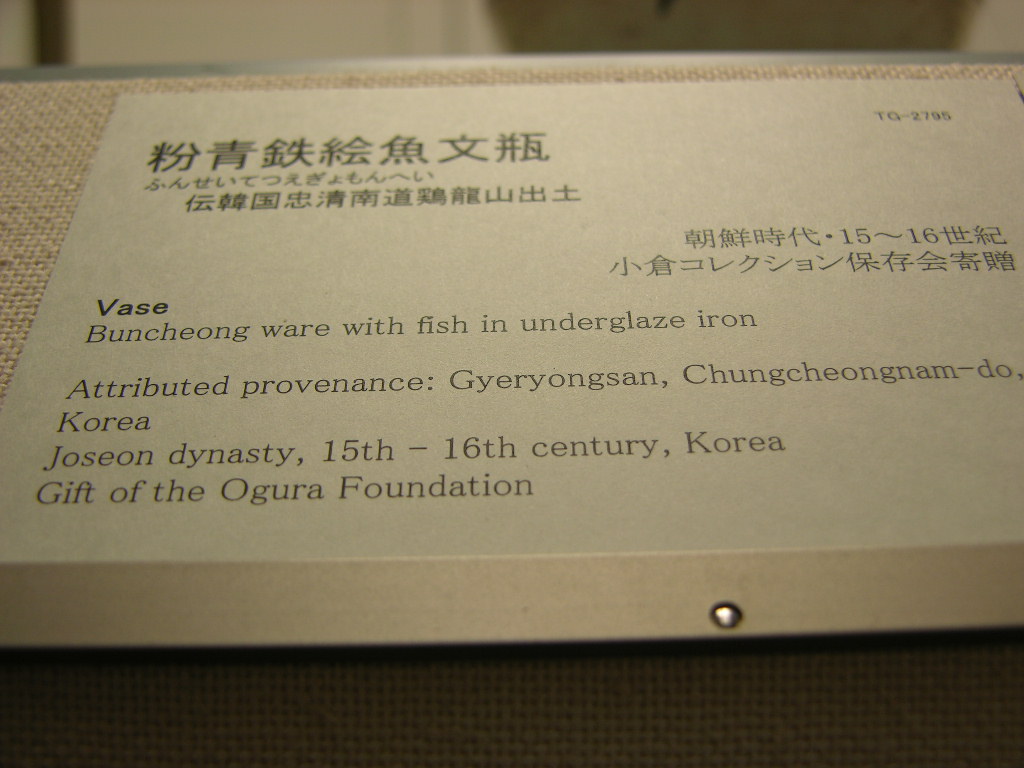 TG-2795
粉青鉄絵魚文瓶
ふんせいてつえぎょもんへい
伝韓国忠清南道鶏龍山出土
朝鮮時代・15～16世紀
小倉コレクション保存会寄贈
Vase
Buncheong ware with fish in underglaze iron
Attributed provenance: Gyeryongsan, Chungcheongnam-do,
Korea
Joseon dynasty, 15th - 16th century, Korea
Gift of the Ogura Foundation